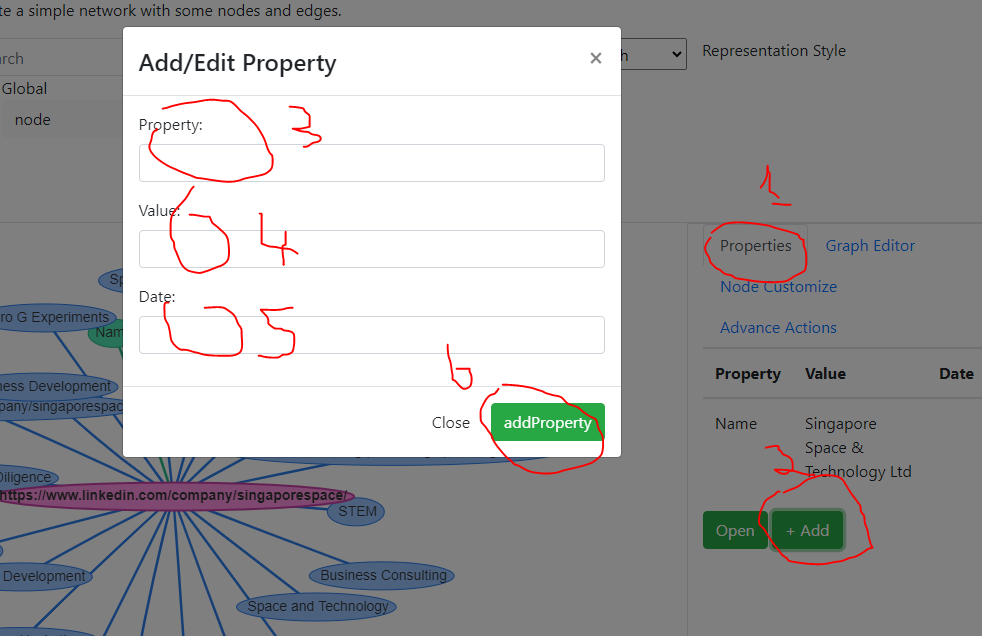 te a simple network with some nodes and edges.
rch
h
Representation Style
Global
node
Add/Edit Property
×
Property:
3
Value:
4
Date:
5
6
Close
addProperty
1
Properties
Graph Editor
Node Customize
Advance Actions
Property
Value
Date
Name
Singapore
Space &
Technology Ltd
2
Open
+ Add
Sp
ro G Experiments
Nam
ness Development
pany/singaporespac
Diligence
https://www.linkedin.com/company/singaporespace/
STEM
Development
Business Consulting
Space and Technology